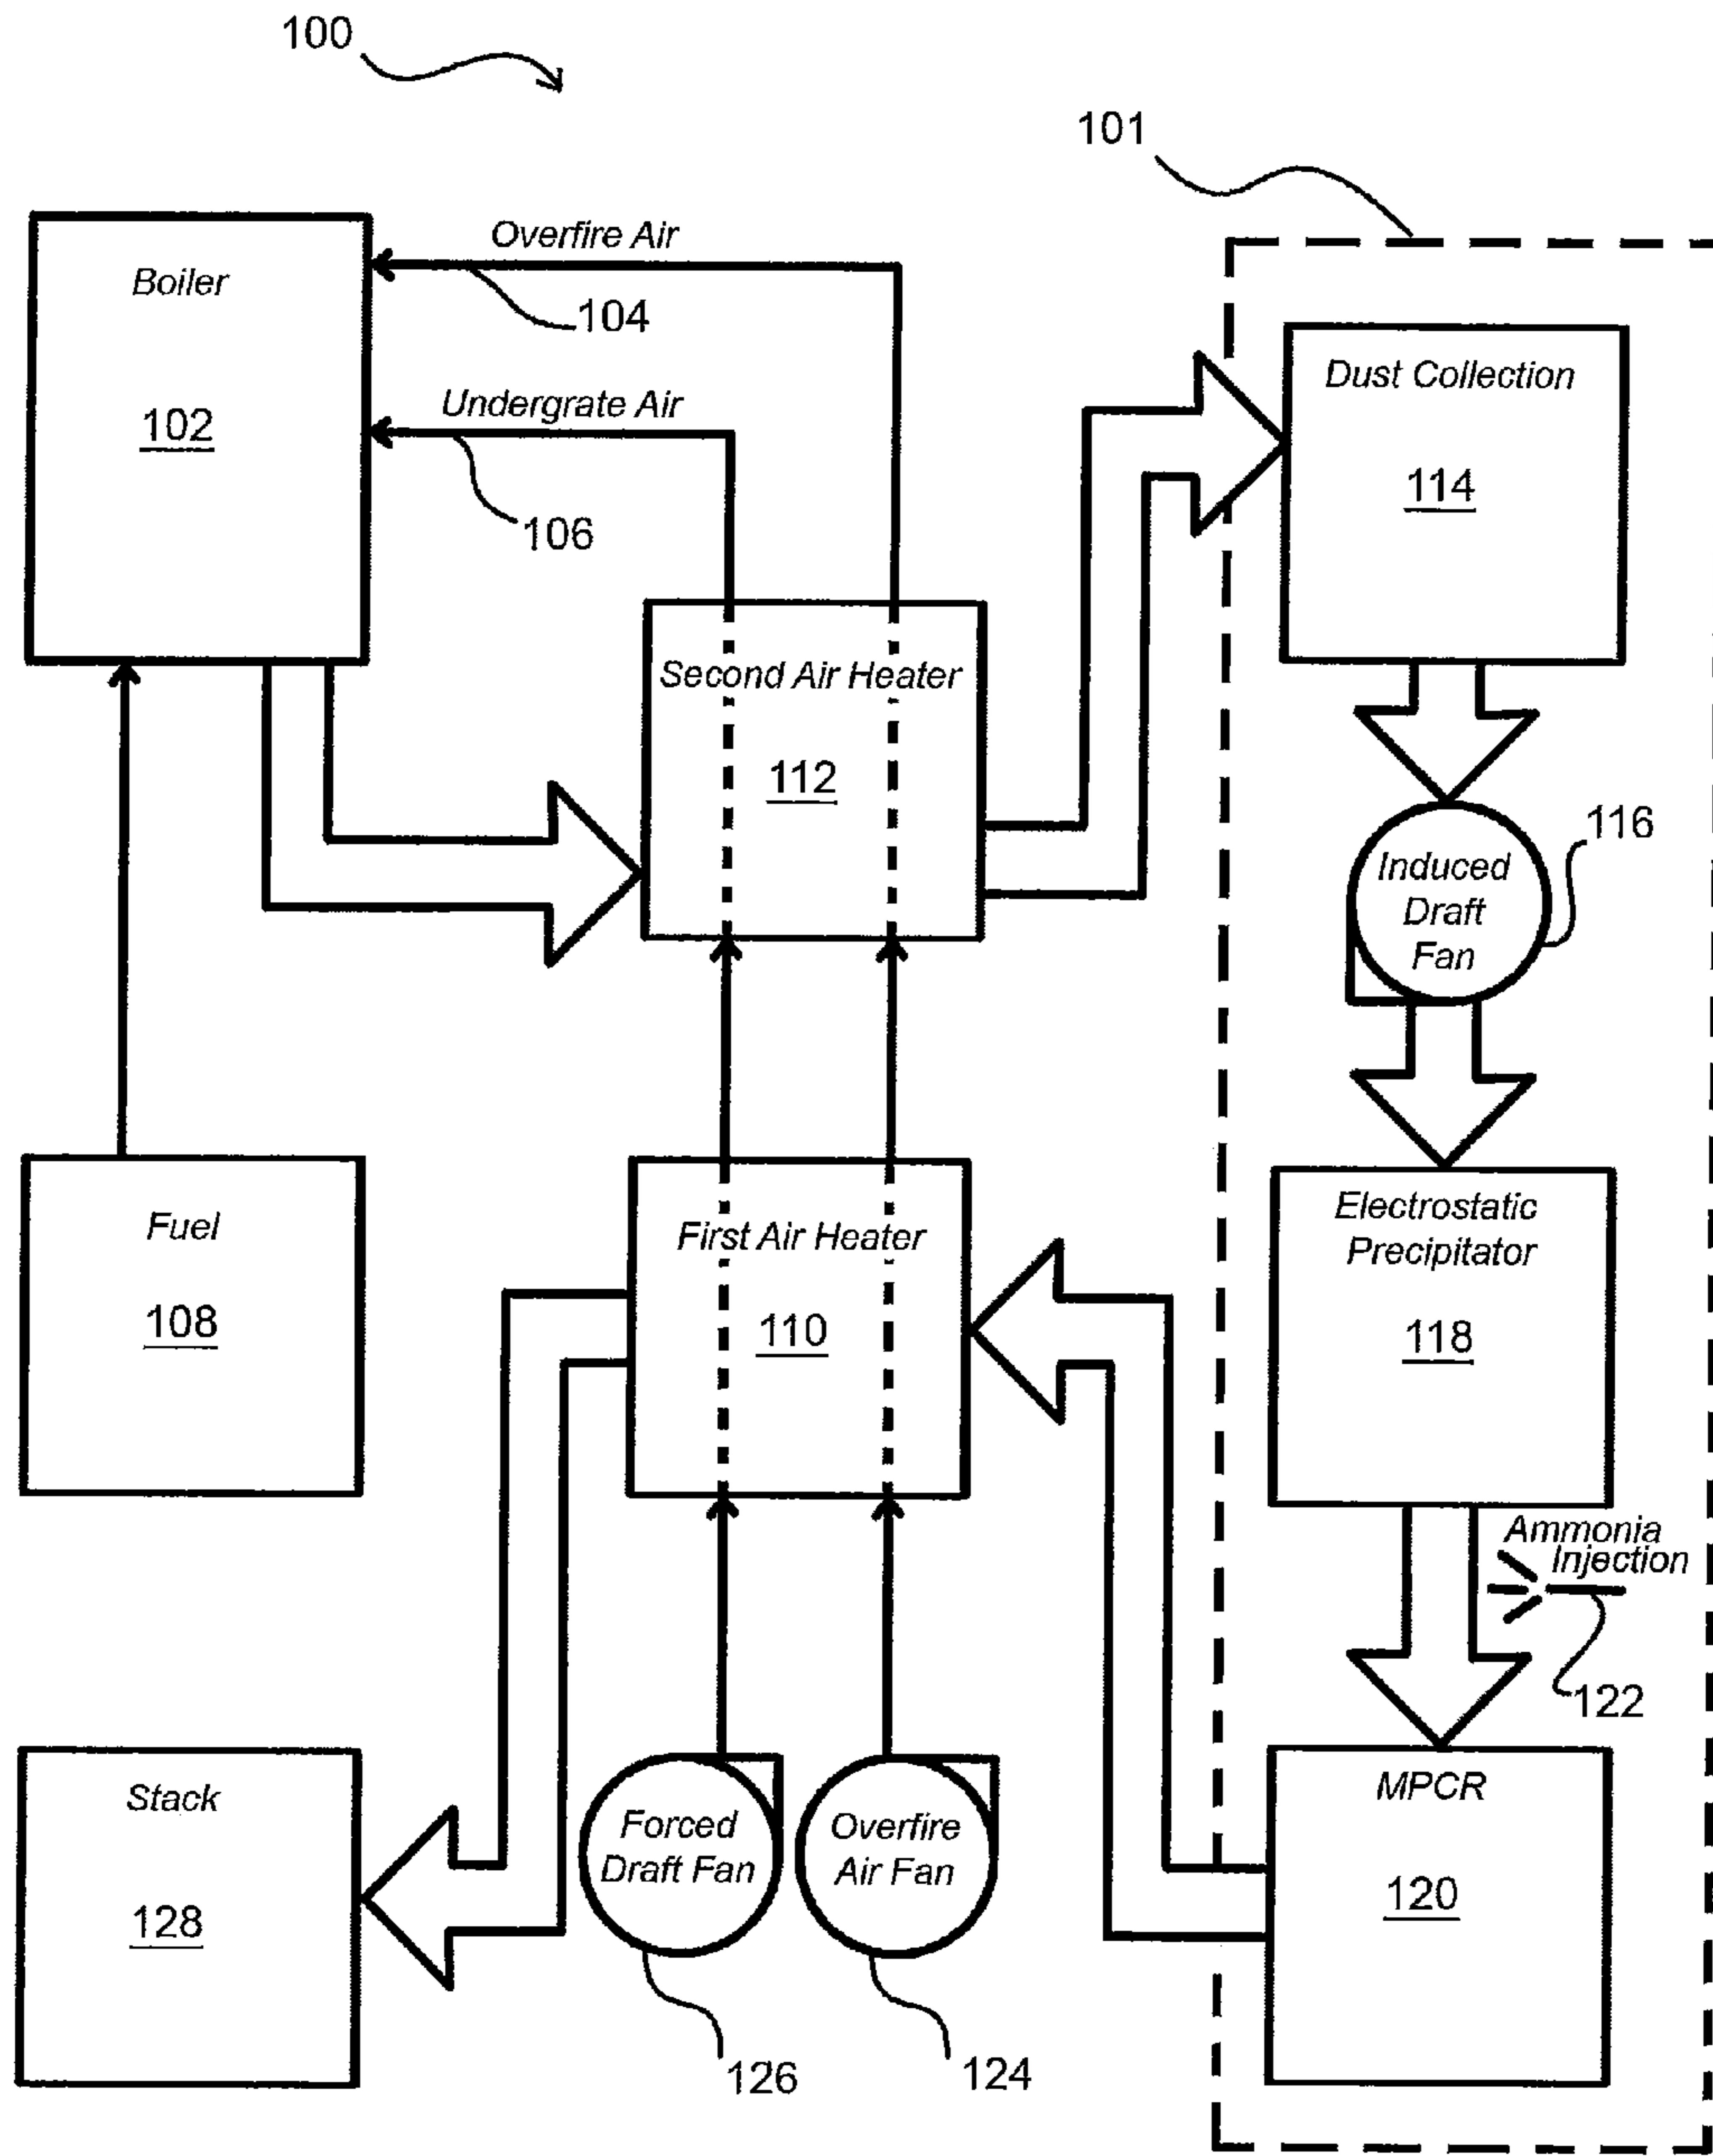 100
101
Overfire Air
104
Boiler
102
Undergrate Air
106
Dust Collection
114
Second Air Heater
112
116
Induced
Draft
Fan
Fuel
108
First Air Heater
110
Electrostatic
Precipitator
118
Ammonia
Injection
122
Stack
128
Forced
Draft Fan
126
Overfire
Air Fan
124
MPCR
120